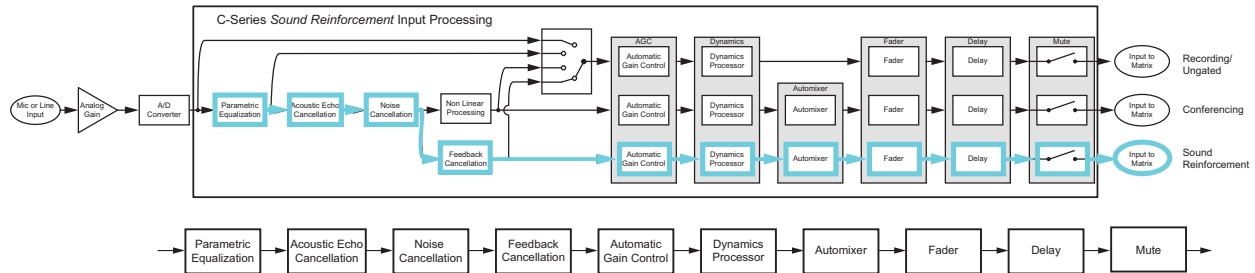 C-Series Sound Reinforcement Input Processing
Mic or Line
Input
Analog
Gain
A/D
Converter
Parametric
Equalization
Acoustic Echo
Cancellation
Noise
Cancellation
Non Linear
Processing
Feedback
Cancellation
AGC
Automatic
Gain Control
Dynamics
Dynamics
Processor
Fader
Fader
Delay
Delay
Mute
Input to
Matrix
Recording/
Ungated
Automatic
Gain Control
Dynamics
Processor
Automixer
Automixer
Fader
Delay
Input to
Matrix
Conferencing
Automatic
Gain Control
Dynamics
Processor
Automixer
Fader
Delay
Input to
Matrix
Sound
Reinforcement
Parametric
Equalization
Acoustic Echo
Cancellation
Noise
Cancellation
Feedback
Cancellation
Automatic
Gain Control
Dynamics
Processor
Automixer
Fader
Delay
Mute